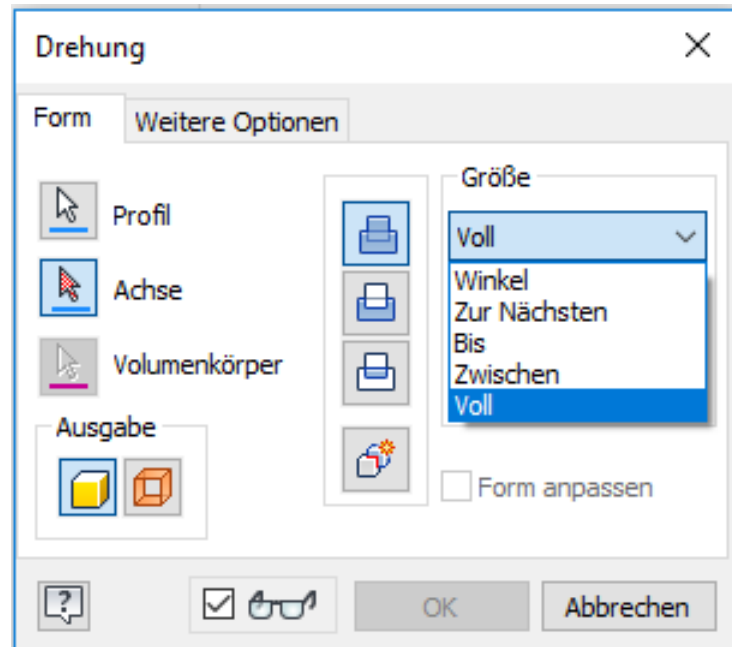 Drehung
Form
Weitere Optionen
Profil
Achse
Volumenkörper
Ausgabe
Größe
Voll
Winkel
Zur Nächsten
Bis
Zwischen
Voll
Form anpassen
?
OK
Abbrechen